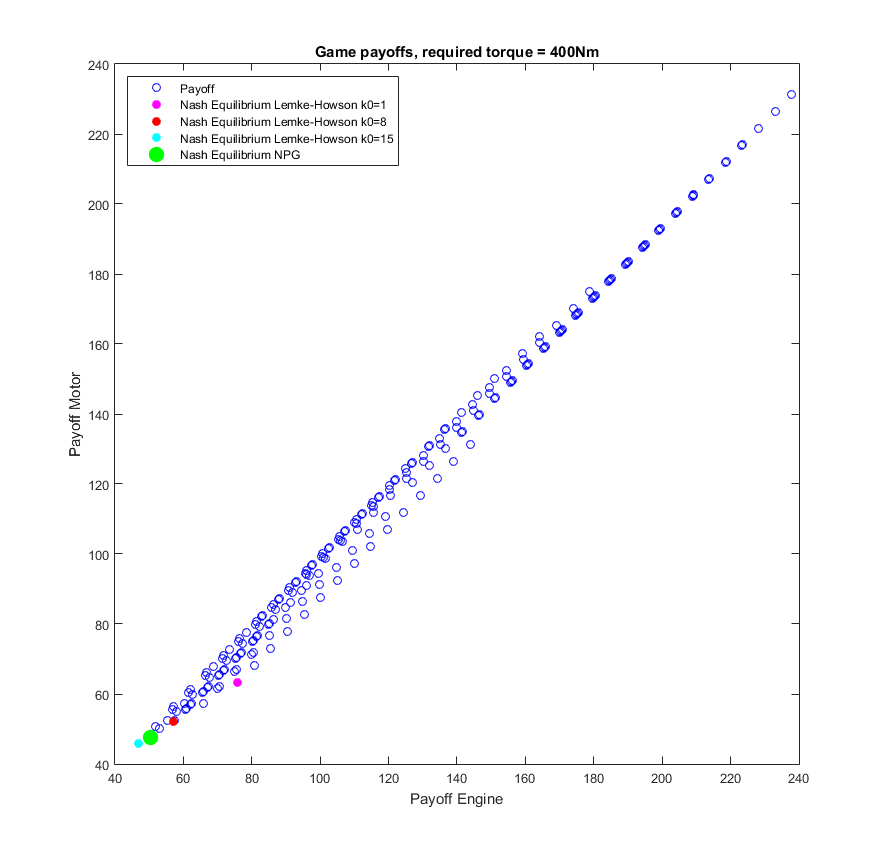 Game payoffs, required torque = 400Nm
240
220
200
180
160
140
120
100
80
60
40
Payoff Motor
Payoff
Nash Equilibrium Lemke-Howson k0=1
Nash Equilibrium Lemke-Howson k0=8
Nash Equilibrium Lemke-Howson k0=15
Nash Equilibrium NPG
40 60 80 100 120 140 160 180 200 220 240
Payoff Engine